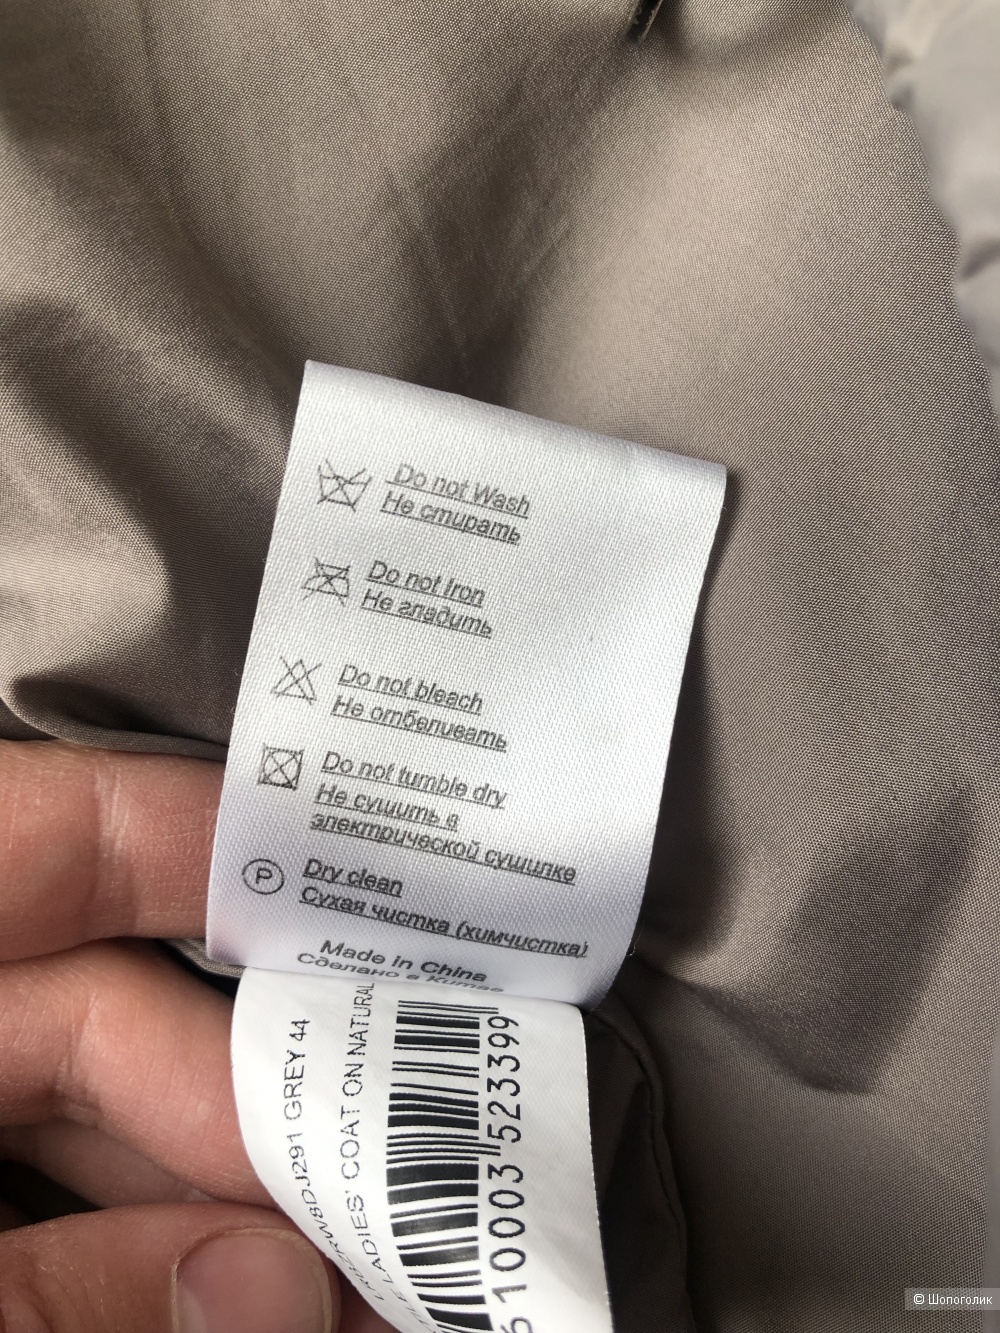 Do not Wash
Не стирать
Do not Iron
Не гладить
Do not bleach
Не отбеливать
Do not tumble dry
Не сушить в
электрической сушилке
P
Dry clean
Сухая чистка (химчистка)
Made in China
Сделано в Китае
GREY 44
LADIES' COAT ON NATURAL
10003 523399
© Шопоголик